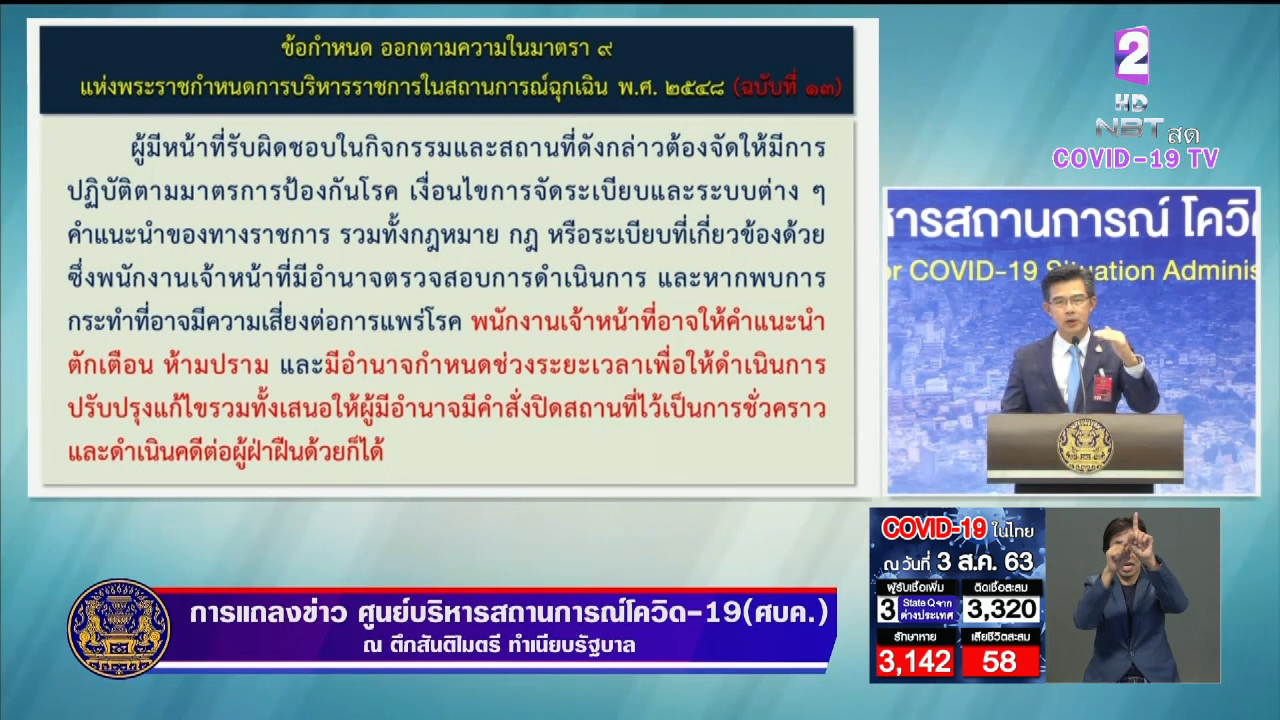 ข้อกำหนด ออกตามความในมาตรา ๙
แห่งพระราชกำหนดการบริหารราชการในสถานการณ์ฉุกเฉิน พ.ศ. ๒๕๔๘ (ฉบับที่ ๑๓)
ผู้มีหน้าที่รับผิดชอบในกิจกรรมและสถานที่ดังกล่าวต้องจัดให้มีการ
ปฏิบัติตามมาตรการป้องกันโรค เงื่อนไขการจัดระเบียบและระบบต่าง ๆ
คำแนะนำของทางราชการ รวมทั้งกฎหมาย กฎ หรือระเบียบที่เกี่ยวข้องด้วย
ซึ่งพนักงานเจ้าหน้าที่มีอำนาจตรวจสอบการดำเนินการ และหากพบการ
กระทำที่อาจมีความเสี่ยงต่อการแพร่โรค พนักงานเจ้าหน้าที่อาจให้คำแนะนำ
ตักเตือน ห้ามปราม และมีอำนาจกำหนดช่วงระยะเวลาเพื่อให้ดำเนินการ
ปรับปรุงแก้ไขรวมทั้งเสนอให้ผู้มีอำนาจมีคำสั่งปิดสถานที่ไว้เป็นการชั่วคราว
และดำเนินคดีต่อผู้ฝ่าฝืนด้วยก็ได้
2
HD
NBT สด
COVID-19 TV
หารสถานการณ์ โควิ
or COVID-19 Situation Adminis
COVID-19 ในไทย
ณ วันที่ 3 ส.ค. 63
ผู้รับเชื้อเพิ่ม ติดเชื้อสะสม
3 State Qจาก ต่างประเทศ 3,320
รักษาหาย เสียชีวิตสะสม
3,142 58
การแถลงข่าว ศูนย์บริหารสถานการณ์โควิด-19(ศบค.)
ณ ตึกสันติไมตรี ทำเนียบรัฐบาล